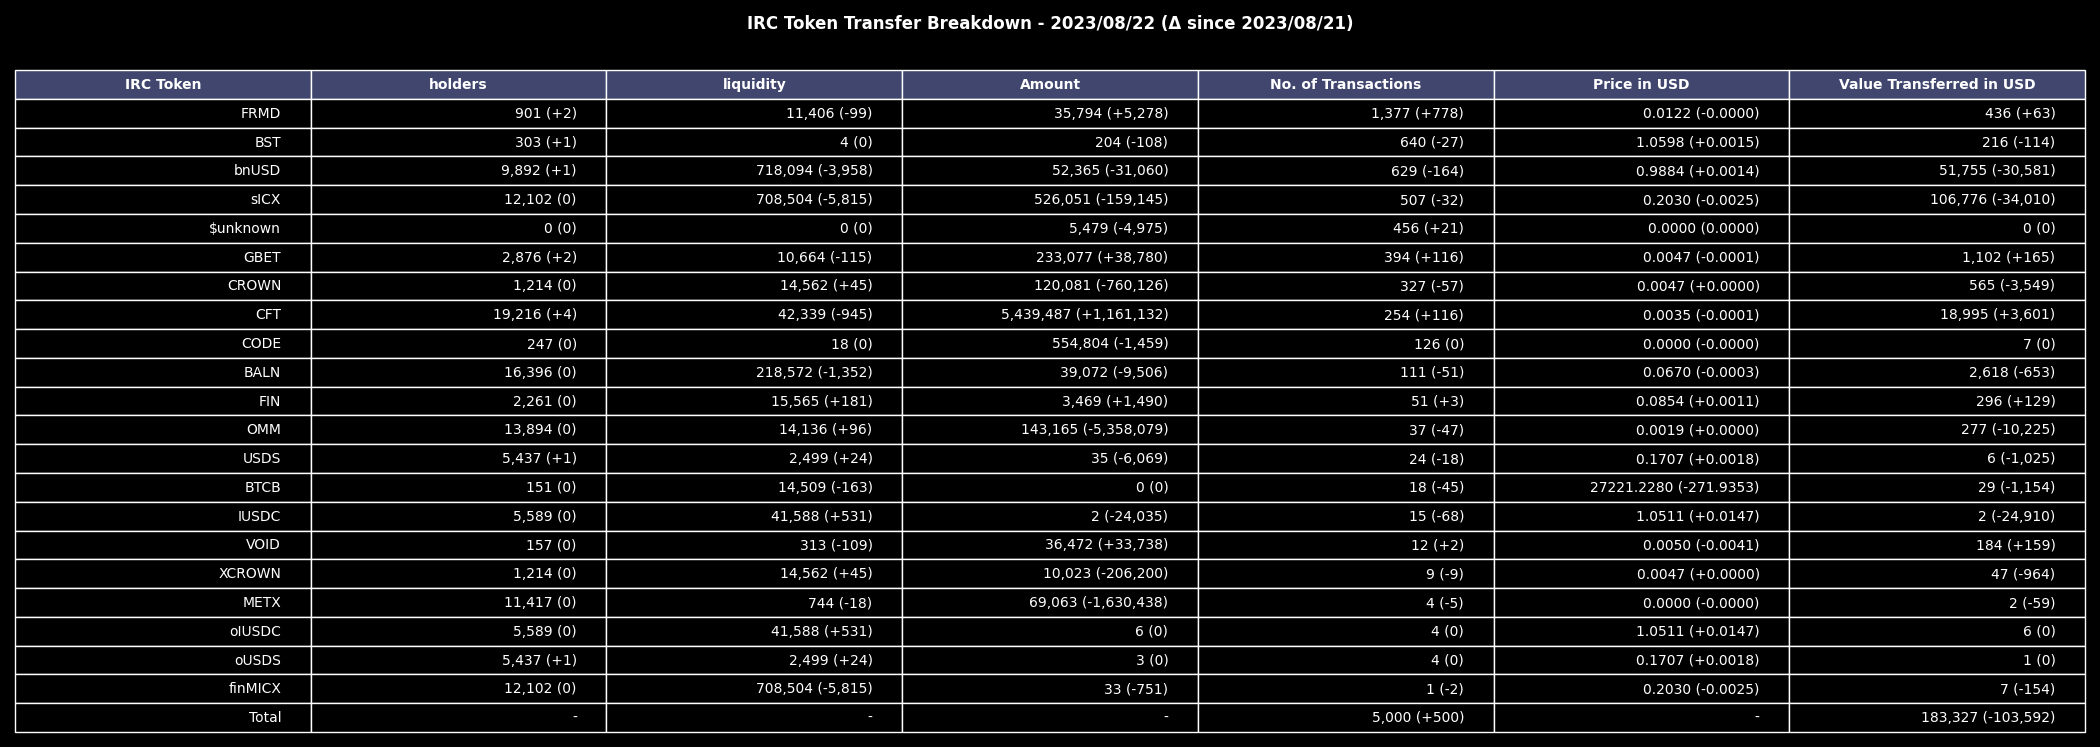 IRC Token Transfer Breakdown - 2023/08/22 (Δ since 2023/08/21)
IRC Token holders liquidity Amount No. of Transactions Price in USD Value Transferred in USD
FRMD 901 (+2) 11,406 (-99) 35,794 (+5,278) 1,377 (+778) 0.0122 (-0.0000) 436 (+63)
BST 303 (+1) 4 (0) 204 (-108) 640 (-27) 1.0598 (+0.0015) 216 (-114)
bnUSD 9,892 (+1) 718,094 (-3,958) 52,365 (-31,060) 629 (-164) 0.9884 (+0.0014) 51,755 (-30,581)
sICX 12,102 (0) 708,504 (-5,815) 526,051 (-159,145) 507 (-32) 0.2030 (-0.0025) 106,776 (-34,010)
$unknown 0 (0) 0 (0) 5,479 (-4,975) 456 (+21) 0.0000 (0.0000) 0 (0)
GBET 2,876 (+2) 10,664 (-115) 233,077 (+38,780) 394 (+116) 0.0047 (-0.0001) 1,102 (+165)
CROWN 1,214 (0) 14,562 (+45) 120,081 (-760,126) 327 (-57) 0.0047 (+0.0000) 565 (-3,549)
CFT 19,216 (+4) 42,339 (-945) 5,439,487 (+1,161,132) 254 (+116) 0.0035 (-0.0001) 18,995 (+3,601)
CODE 247 (0) 18 (0) 554,804 (-1,459) 126 (0) 0.0000 (-0.0000) 7 (0)
BALN 16,396 (0) 218,572 (-1,352) 39,072 (-9,506) 111 (-51) 0.0670 (-0.0003) 2,618 (-653)
FIN 2,261 (0) 15,565 (+181) 3,469 (+1,490) 51 (+3) 0.0854 (+0.0011) 296 (+129)
OMM 13,894 (0) 14,136 (+96) 143,165 (-5,358,079) 37 (-47) 0.0019 (+0.0000) 277 (-10,225)
USDS 5,437 (+1) 2,499 (+24) 35 (-6,069) 24 (-18) 0.1707 (+0.0018) 6 (-1,025)
BTCB 151 (0) 14,509 (-163) 0 (0) 18 (-45) 27221.2280 (-271.9353) 29 (-1,154)
IUSDC 5,589 (0) 41,588 (+531) 2 (-24,035) 15 (-68) 1.0511 (+0.0147) 2 (-24,910)
VOID 157 (0) 313 (-109) 36,472 (+33,738) 12 (+2) 0.0050 (-0.0041) 184 (+159)
XCROWN 1,214 (0) 14,562 (+45) 10,023 (-206,200) 9 (-9) 0.0047 (+0.0000) 47 (-964)
METX 11,417 (0) 744 (-18) 69,063 (-1,630,438) 4 (-5) 0.0000 (-0.0000) 2 (-59)
oIUSDC 5,589 (0) 41,588 (+531) 6 (0) 4 (0) 1.0511 (+0.0147) 6 (0)
oUSDS 5,437 (+1) 2,499 (+24) 3 (0) 4 (0) 0.1707 (+0.0018) 1 (0)
finMICX 12,102 (0) 708,504 (-5,815) 33 (-751) 1 (-2) 0.2030 (-0.0025) 7 (-154)
Total - - - 5,000 (+500) - 183,327 (-103,592)